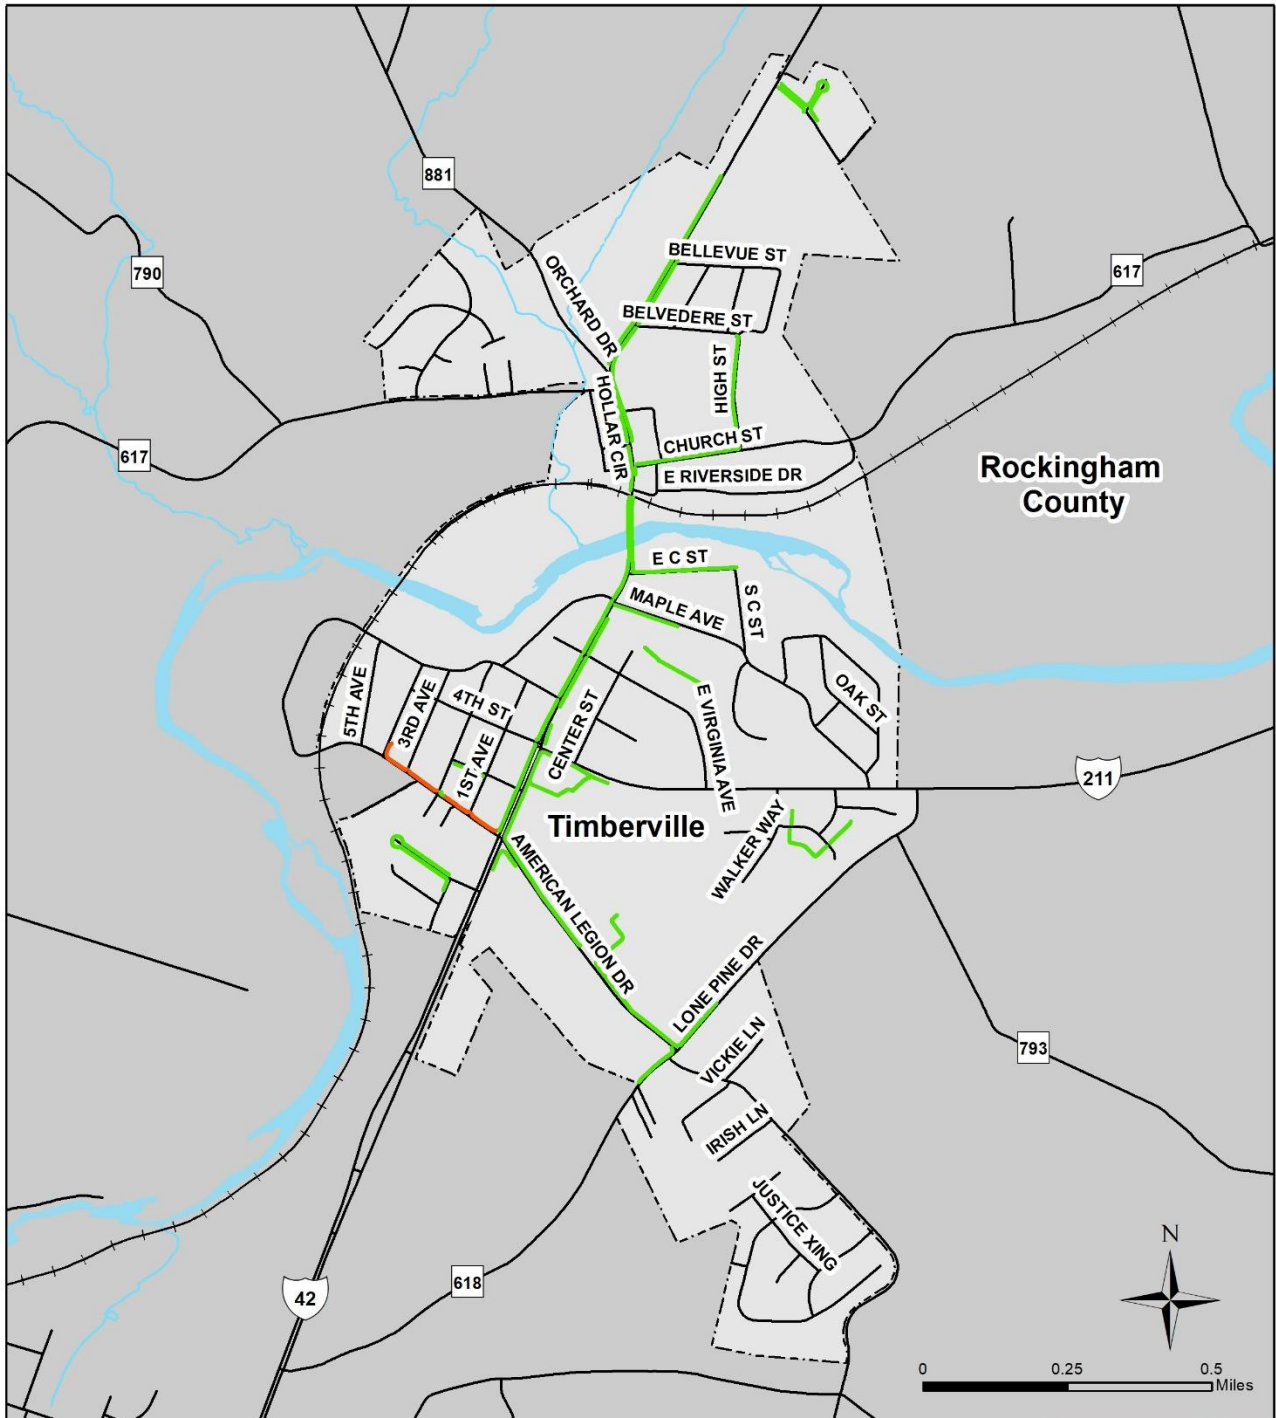 881
BELLEVUE ST
790
ORCHARD DR
617
BELVEDERE ST
HIGH ST
HOLLAR CIR
CHURCH ST
617
E RIVERSIDE DR
Rockingham
County
E C ST
MAPLE AVE
S C ST
5TH AVE
3RD AVE
4TH ST
E VIRGINIA AVE
OAK ST
CENTER ST
1ST AVE
211
Timberville
WALKER WAY
AMERICAN LEGION DR
LONE PINE DR
VICKIE LN
793
IRISH LN
JUSTICE XING
N
618
42
0 0.25 0.5
Miles